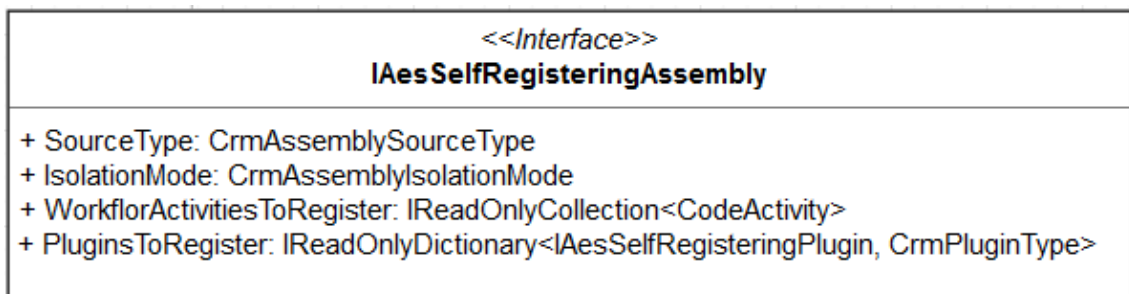 <<Interface>>
IAesSelfRegisteringAssembly
+ SourceType: CrmAssemblySourceType
+ IsolationMode: CrmAssemblyIsolationMode
+ WorkflorActivitiesToRegister: IReadOnlyCollection<CodeActivity>
+ PluginsToRegister: IReadOnlyDictionary<IAesSelfRegisteringPlugin, CrmPluginType>